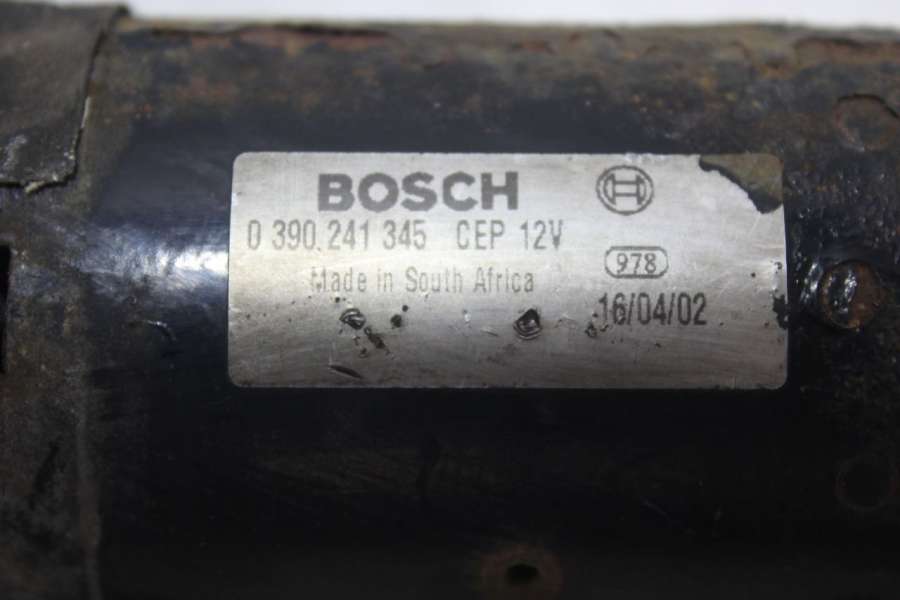 BOSCH
0 390 241 345 CEP 12V
978
Made in South Africa
16/04/02